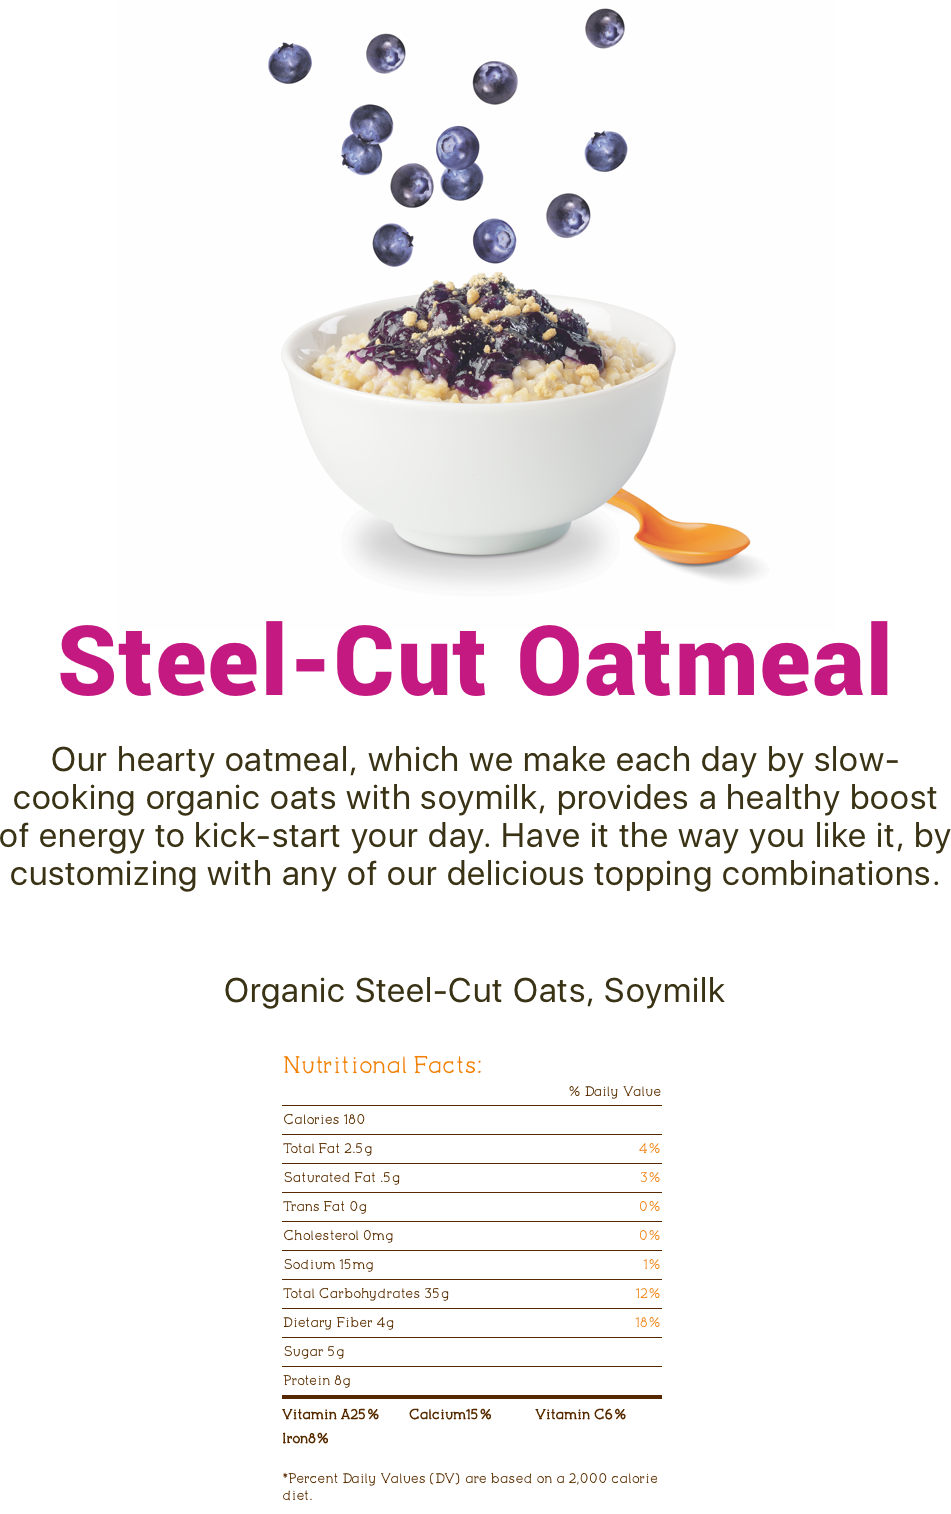 Steel-Cut Oatmeal
Our hearty oatmeal, which we make each day by slow-
cooking organic oats with soymilk, provides a healthy boost
of energy to kick-start your day. Have it the way you like it, by
customizing with any of our delicious topping combinations.
Organic Steel-Cut Oats, Soymilk
Nutritional Facts:
% Daily Value
Calories 180
Total Fat 2.5g 4%
Saturated Fat .5g 3%
Trans Fat 0g 0%
Cholesterol 0mg 0%
Sodium 15mg 1%
Total Carbohydrates 35g 12%
Dietary Fiber 4g 18%
Sugar 5g
Protein 8g
Vitamin A25% Calcium15% Vitamin C6%
Iron8%
*Percent Daily Values (DV) are based on a 2,000 calorie
diet.